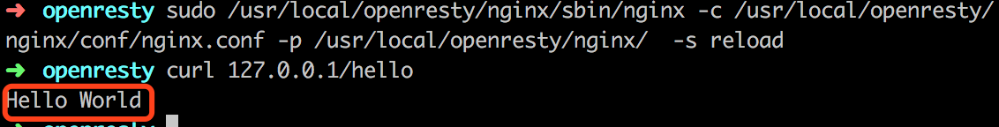 ➜ openresty sudo /usr/local/openresty/nginx/sbin/nginx -c /usr/local/openresty/
nginx/conf/nginx.conf -p /usr/local/openresty/nginx/  -s reload
➜ openresty curl 127.0.0.1/hello
Hello World
➜ openresty